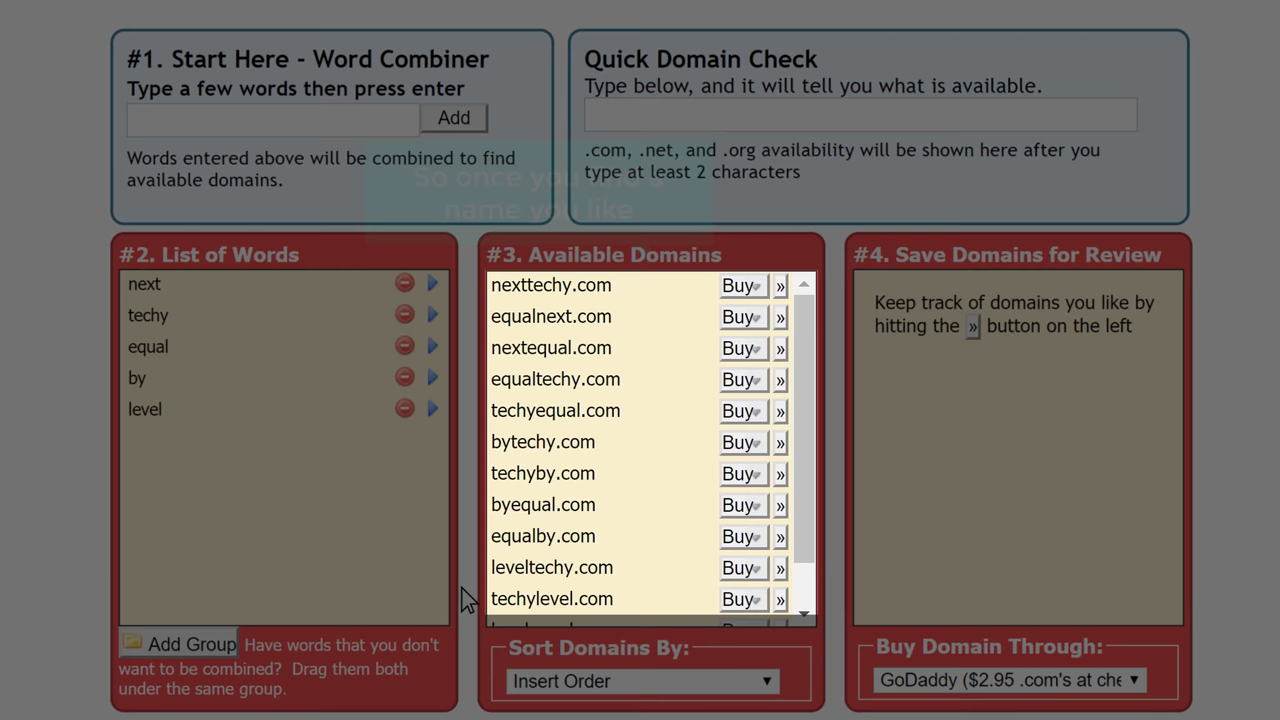 #1. Start Here - Word Combiner
Type a few words then press enter
Add
Words entered above will be combined to find
available domains.
Quick Domain Check
Type below, and it will tell you what is available.
.com, .net, and .org availability will be shown here after you
type at least 2 characters
So once you find a
name you like
#2. List of Words
next
techy
equal
by
level
Add Group Have words that you don't
want to be combined? Drag them both
under the same group.
#3. Available Domains
nexttechy.com Buy »
equalnext.com Buy »
nextequal.com Buy »
equaltechy.com Buy »
techyequal.com Buy »
bytechy.com Buy »
techyby.com Buy »
byequal.com Buy »
equalby.com Buy »
leveltechy.com Buy »
techylevel.com Buy »
Sort Domains By:
Insert Order
#4. Save Domains for Review
Keep track of domains you like by
hitting the » button on the left
Buy Domain Through:
GoDaddy ($2.95 .com's at che